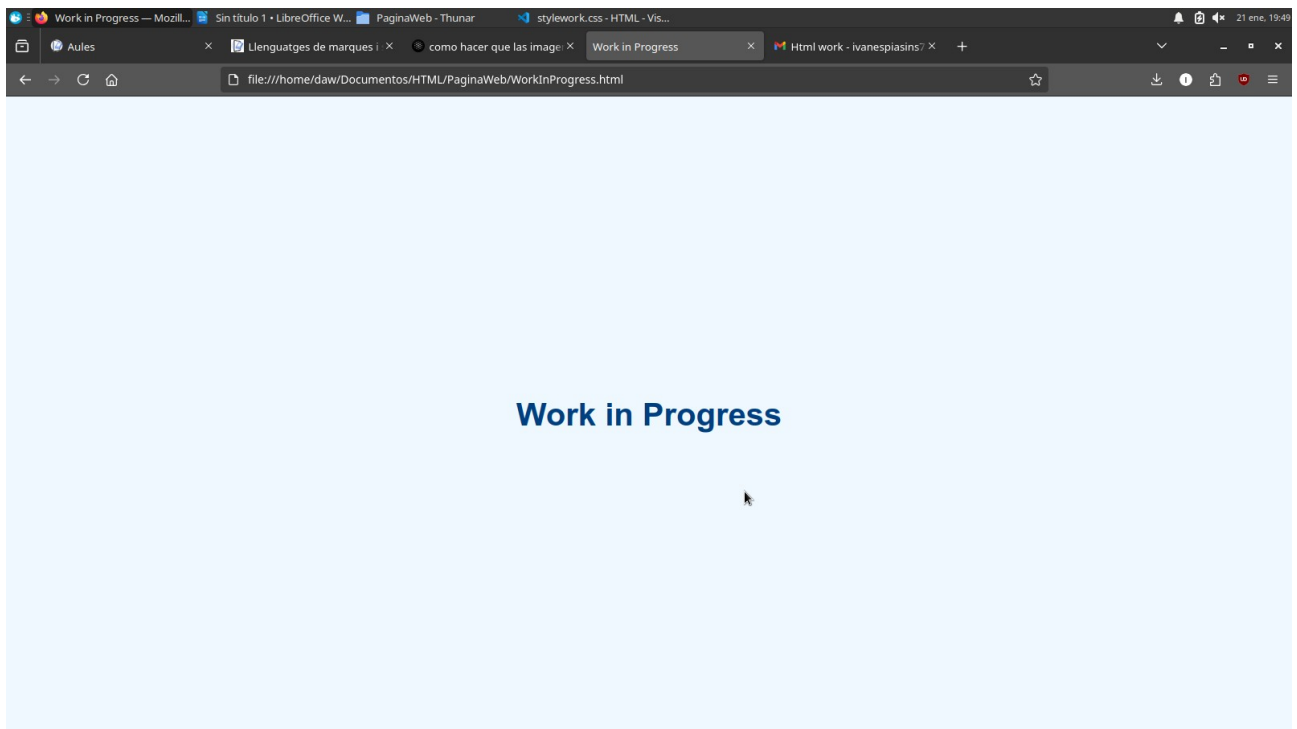 Work in Progress — Mozill... Sin título 1 • LibreOffice W... PaginaWeb - Thunar stylework.css - HTML - Vis... 21 ene, 19:49
Aules Llenguatges de marques i como hacer que las image Work in Progress Html work - ivanespiasins7
file:///home/daw/Documentos/HTML/PaginaWeb/WorkInProgress.html
Work in Progress